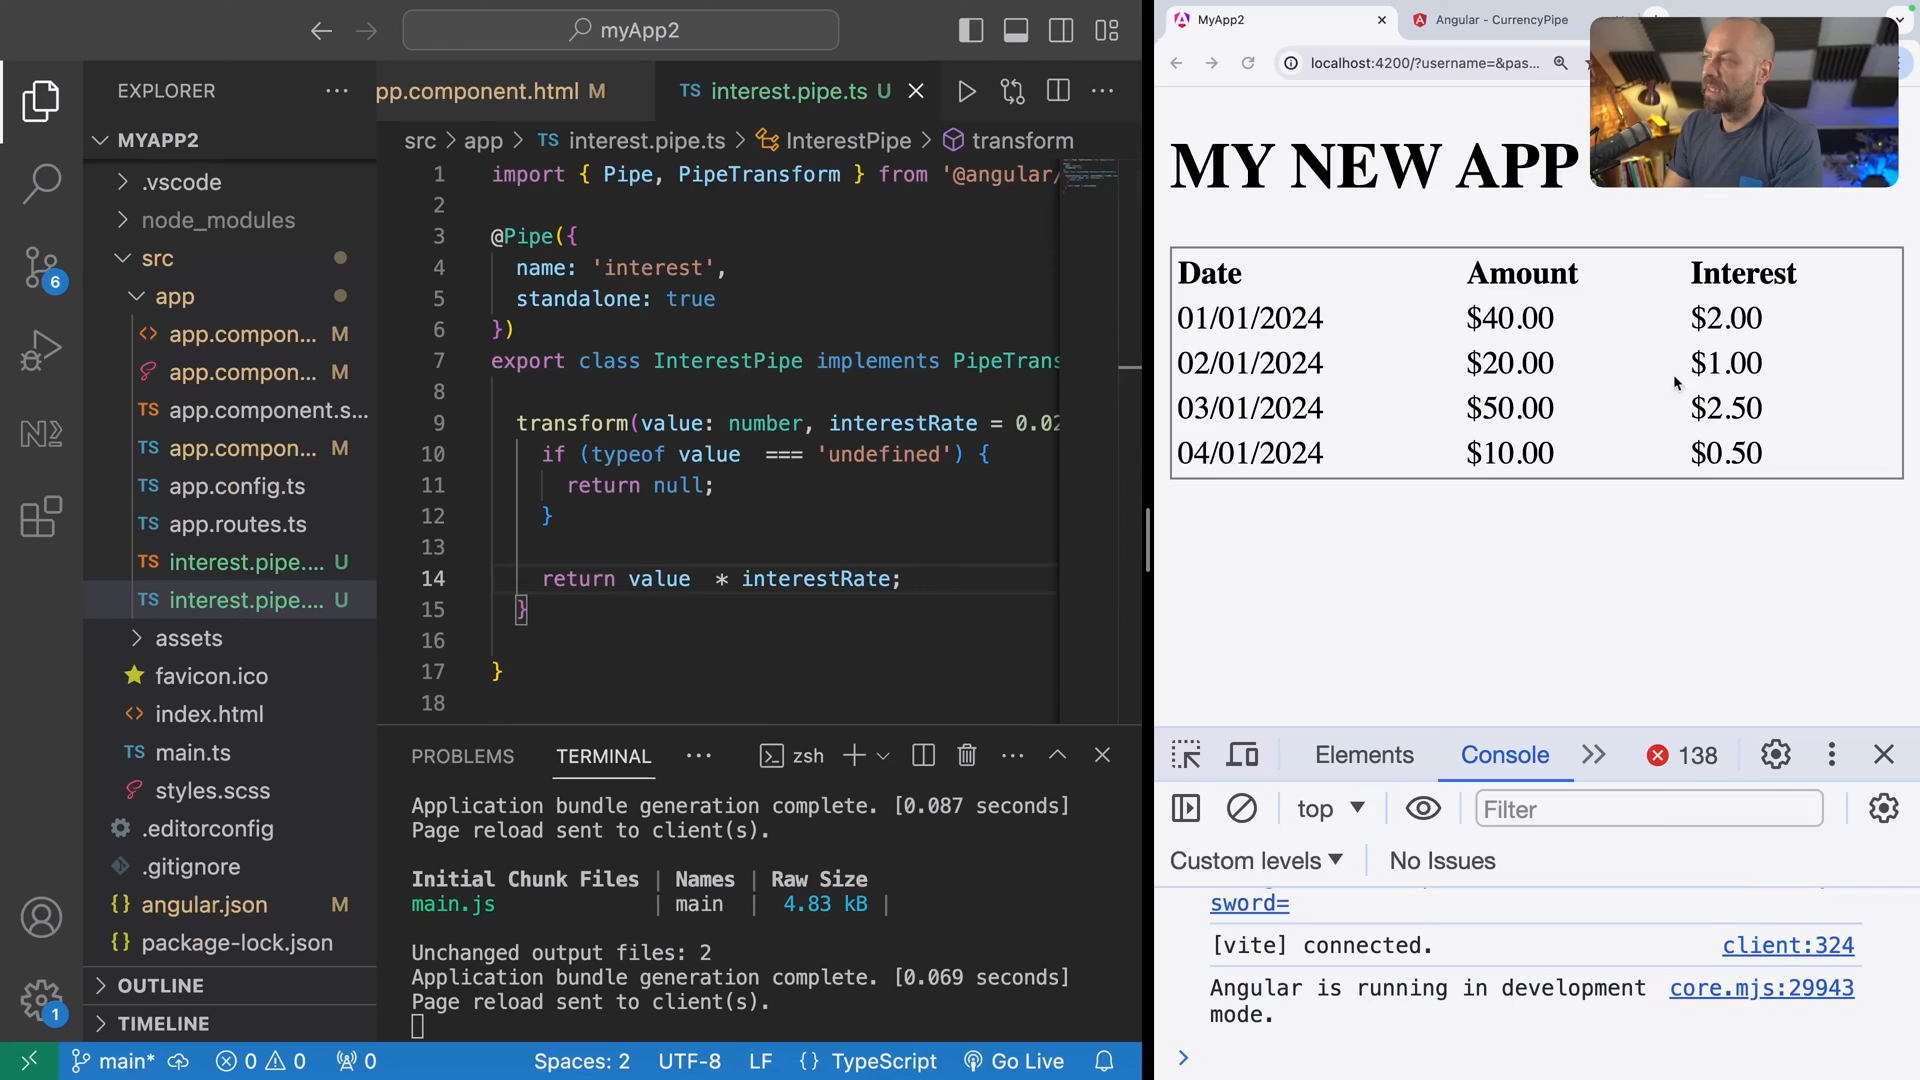 myApp2
EXPLORER
MYAPP2
.vscode
node_modules
src
app
app.compon... M
app.compon... M
app.component.s...
app.compon... M
app.config.ts
app.routes.ts
interest.pipe.... U
interest.pipe.... U
assets
favicon.ico
index.html
main.ts
styles.scss
.editorconfig
.gitignore
angular.json M
package-lock.json
OUTLINE
TIMELINE
6
1
pp.component.html M
TS interest.pipe.ts U
src > app > TS interest.pipe.ts > InterestPipe > transform
1 import { Pipe, PipeTransform } from '@angular/
2
3 @Pipe({
4 name: 'interest',
5 standalone: true
6 })
7 export class InterestPipe implements PipeTrans
8
9 transform(value: number, interestRate = 0.02
10 if (typeof value  === 'undefined') {
11 return null;
12 }
13
14 return value  * interestRate;
15 }
16
17 }
18
PROBLEMS TERMINAL ... zsh
Application bundle generation complete. [0.087 seconds]
Page reload sent to client(s).
Initial Chunk Files | Names | Raw Size
main.js | main | 4.83 kB |
Unchanged output files: 2
Application bundle generation complete. [0.069 seconds]
Page reload sent to client(s).
main* 0 0 0 Spaces: 2 UTF-8 LF {} TypeScript Go Live
MyApp2 Angular - CurrencyPipe
localhost:4200/?username=&pas...
MY NEW APP
Date Amount Interest
01/01/2024 $40.00 $2.00
02/01/2024 $20.00 $1.00
03/01/2024 $50.00 $2.50
04/01/2024 $10.00 $0.50
Elements Console 138
top Filter
Custom levels No Issues
sword=
[vite] connected. client:324
Angular is running in development core.mjs:29943
mode.